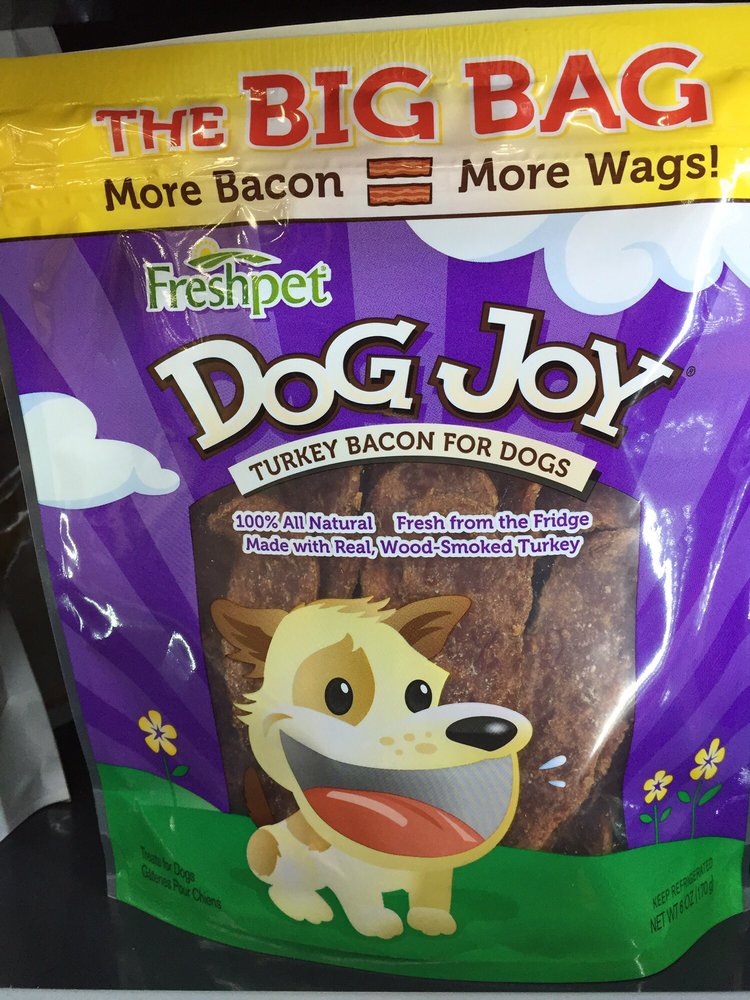 THE BIG BAG
More Bacon = More Wags!
Freshpet
DOG JOY®
TURKEY BACON FOR DOGS
100% All Natural Fresh from the Fridge
Made with Real, Wood-Smoked Turkey
Treats for Dogs
Gâteries Pour Chiens
KEEP REFRIGERATED
NET WT 6 OZ (170g)